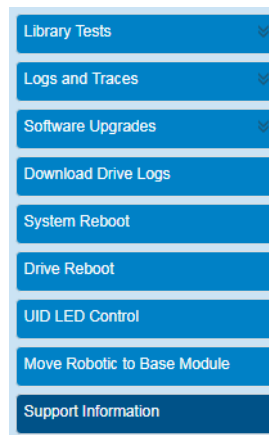 Library Tests
Logs and Traces
Software Upgrades
Download Drive Logs
System Reboot
Drive Reboot
UID LED Control
Move Robotic to Base Module
Support Information